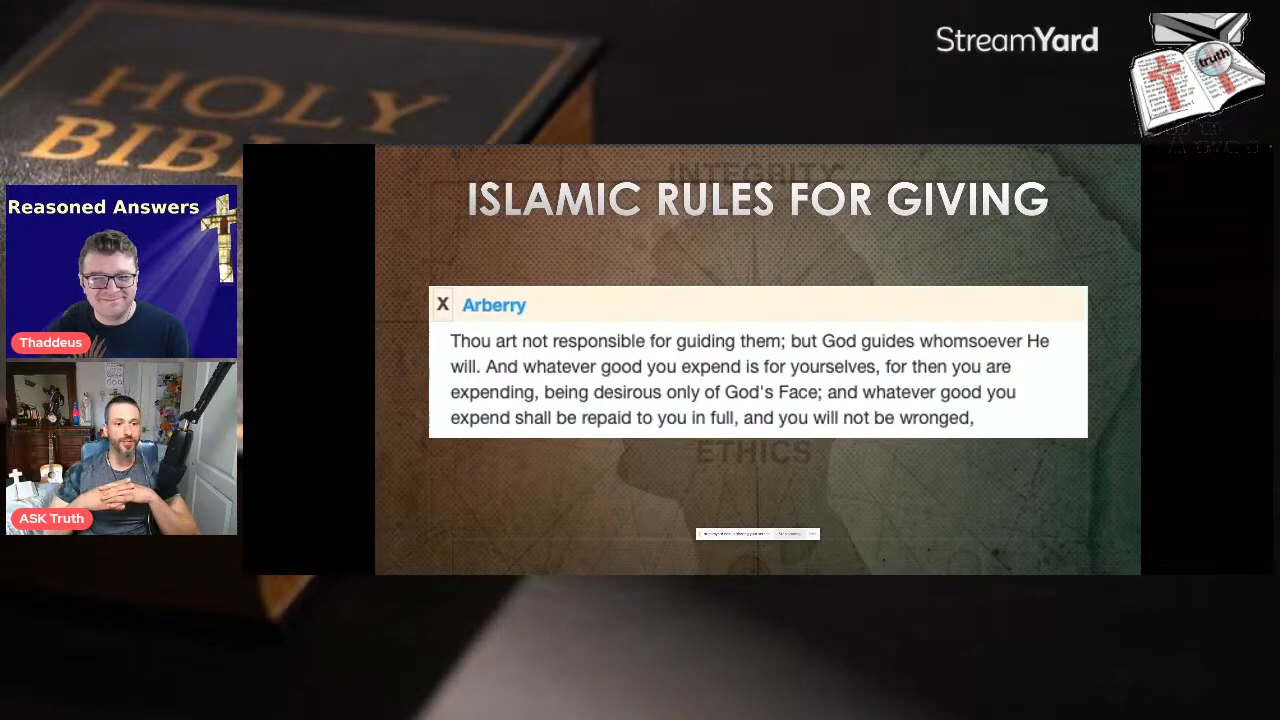 StreamYard
truth
HOLY
BIBL
Reasoned Answers
Thaddeus
ASK Truth
INTEGRITY
ISLAMIC RULES FOR GIVING
X Arberry
Thou art not responsible for guiding them; but God guides whomsoever He
will. And whatever good you expend is for yourselves, for then you are
expending, being desirous only of God's Face; and whatever good you
expend shall be repaid to you in full, and you will not be wronged,
ETHICS